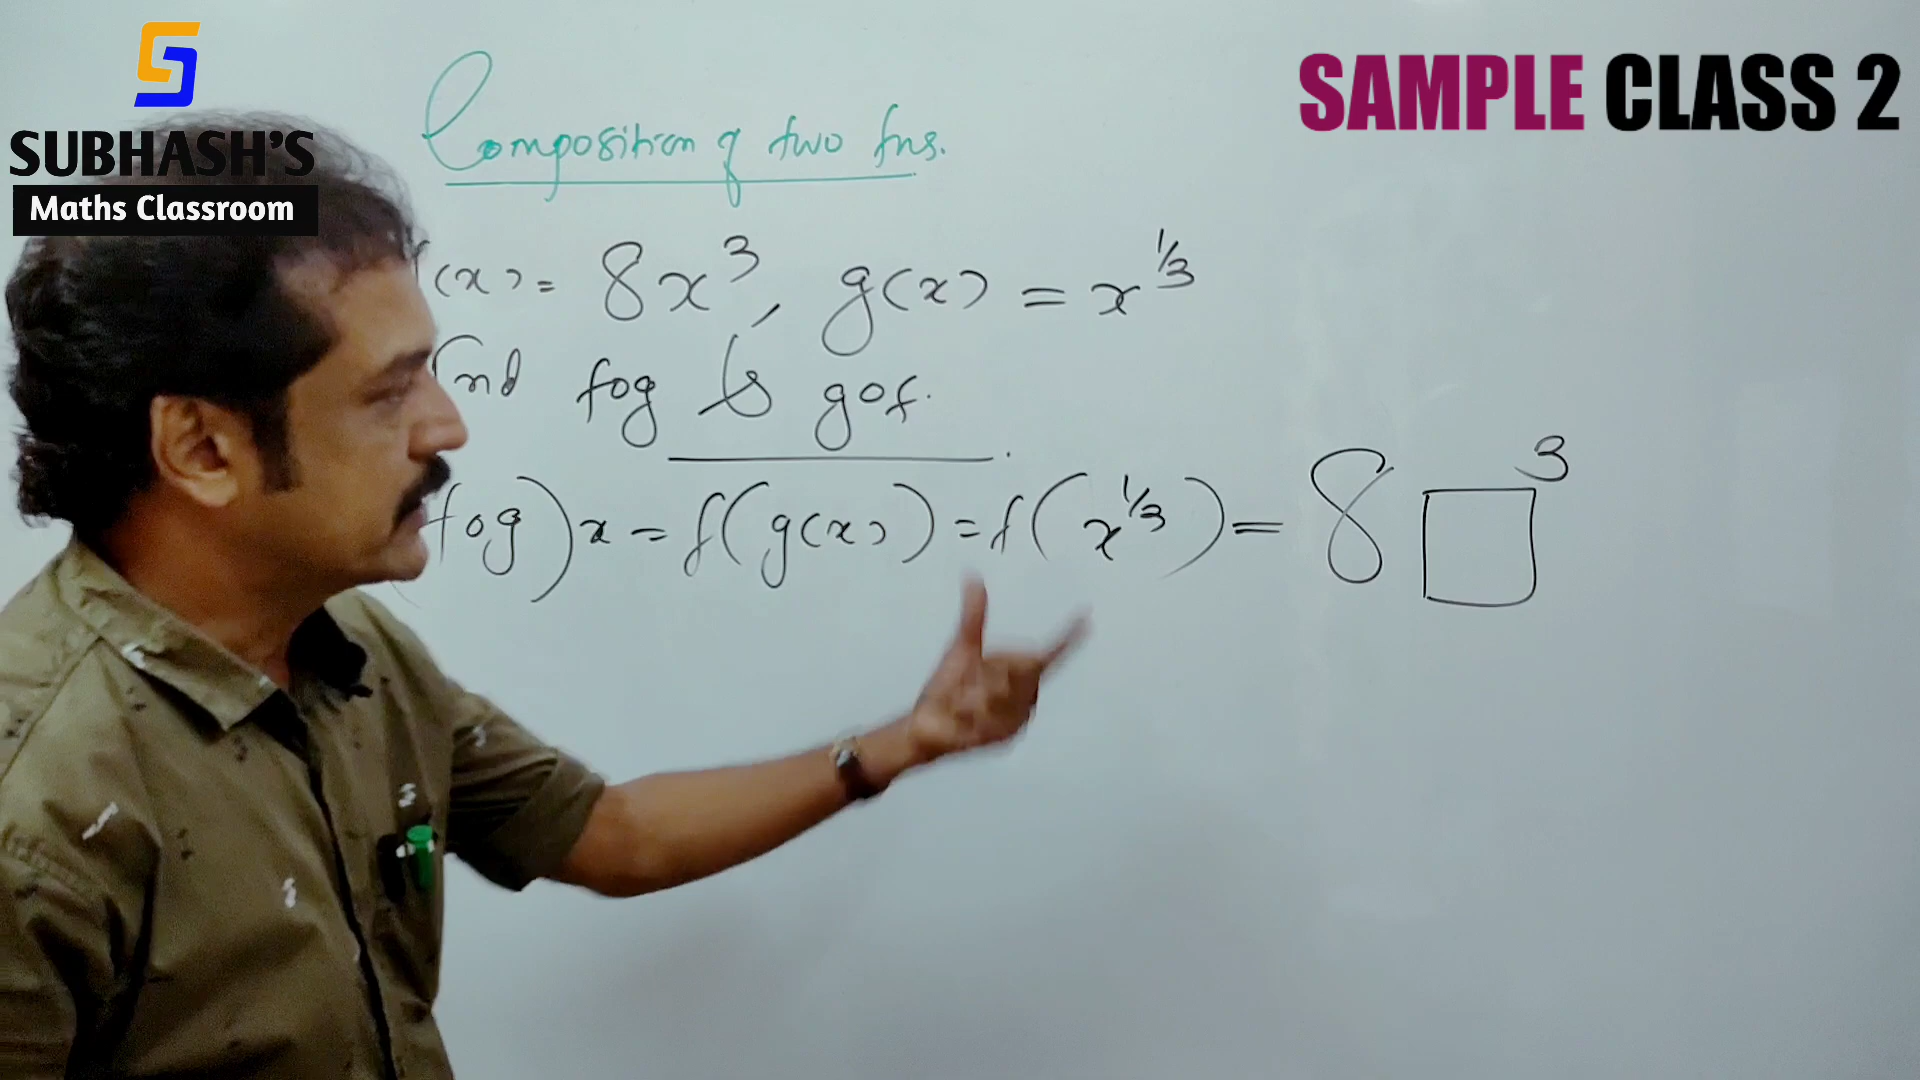 SUBHASH'S
Maths Classroom
SAMPLE CLASS 2
Composition of two fns.
(x) = 8x³, g(x) = x^1/3
fog & gof.
fog)x = f(g(x)) = f(x^1/3) = 8□³